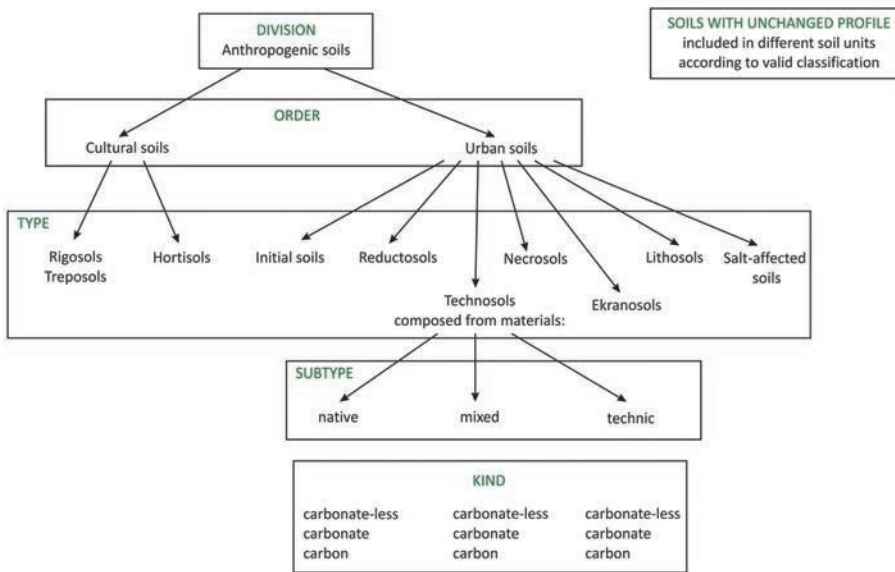 DIVISION
Anthropogenic soils
SOILS WITH UNCHANGED PROFILE
included in different soil units
according to valid classification
ORDER
Cultural soils
Urban soils
TYPE
Rigosols
Treposols
Hortisols
Initial soils
Reductosols
Necrosols
Lithosols
Salt-affected
soils
Technosols
composed from materials:
Ekranosols
SUBTYPE
native
mixed
technic
KIND
carbonate-less carbonate-less carbonate-less
carbonate carbonate carbonate
carbon carbon carbon